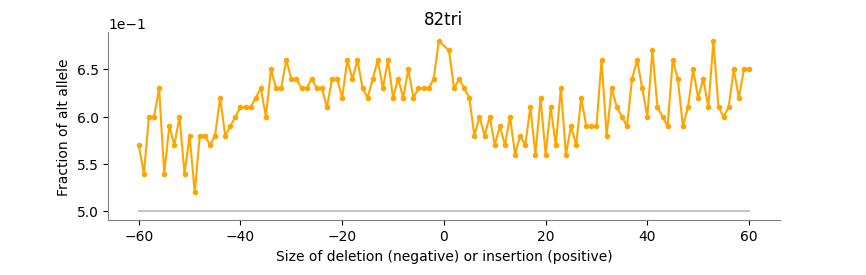 82tri
1e−1
Fraction of alt allele
6.5
6.0
5.5
5.0
−60 −40 −20 0 20 40 60
Size of deletion (negative) or insertion (positive)